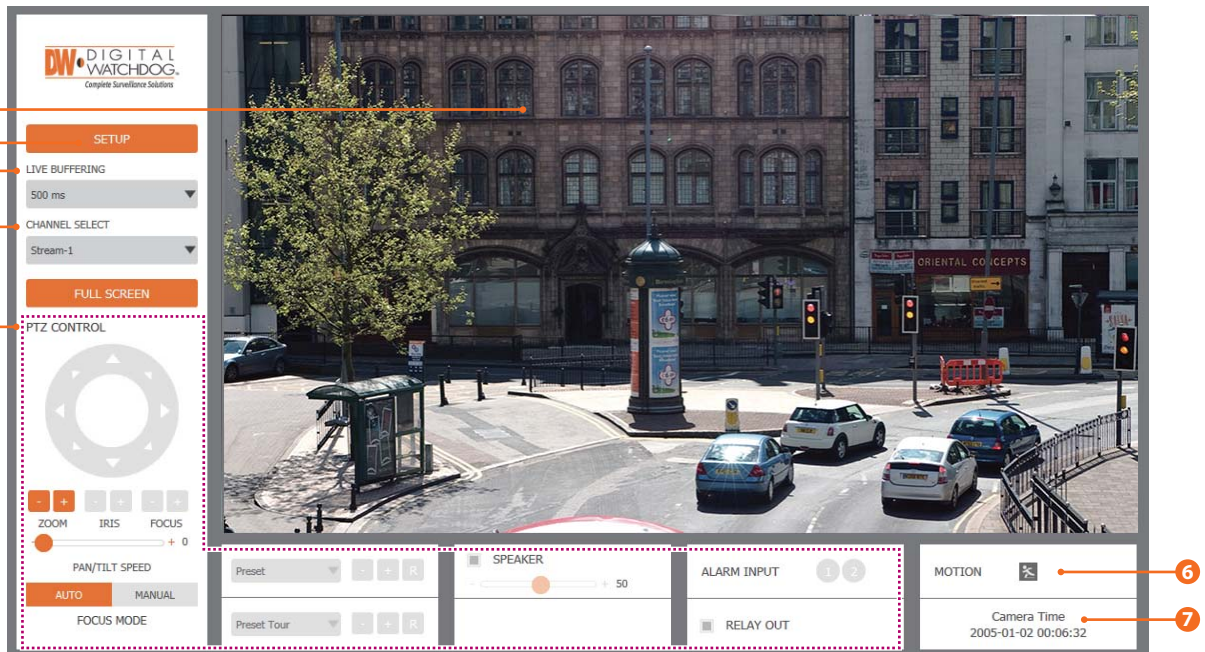 DW DIGITAL
WATCHDOG®
Complete Surveillance Solutions
SETUP
LIVE BUFFERING
500 ms
CHANNEL SELECT
Stream-1
FULL SCREEN
PTZ CONTROL
- + - + - +
ZOOM IRIS FOCUS
- + 0
PAN/TILT SPEED
AUTO MANUAL
FOCUS MODE
ORIENTAL CONCEPTS
Preset - + R
Preset Tour - + R
SPEAKER
- + 50
ALARM INPUT 1 2
RELAY OUT
MOTION 6
Camera Time 7
2005-01-02 00:06:32